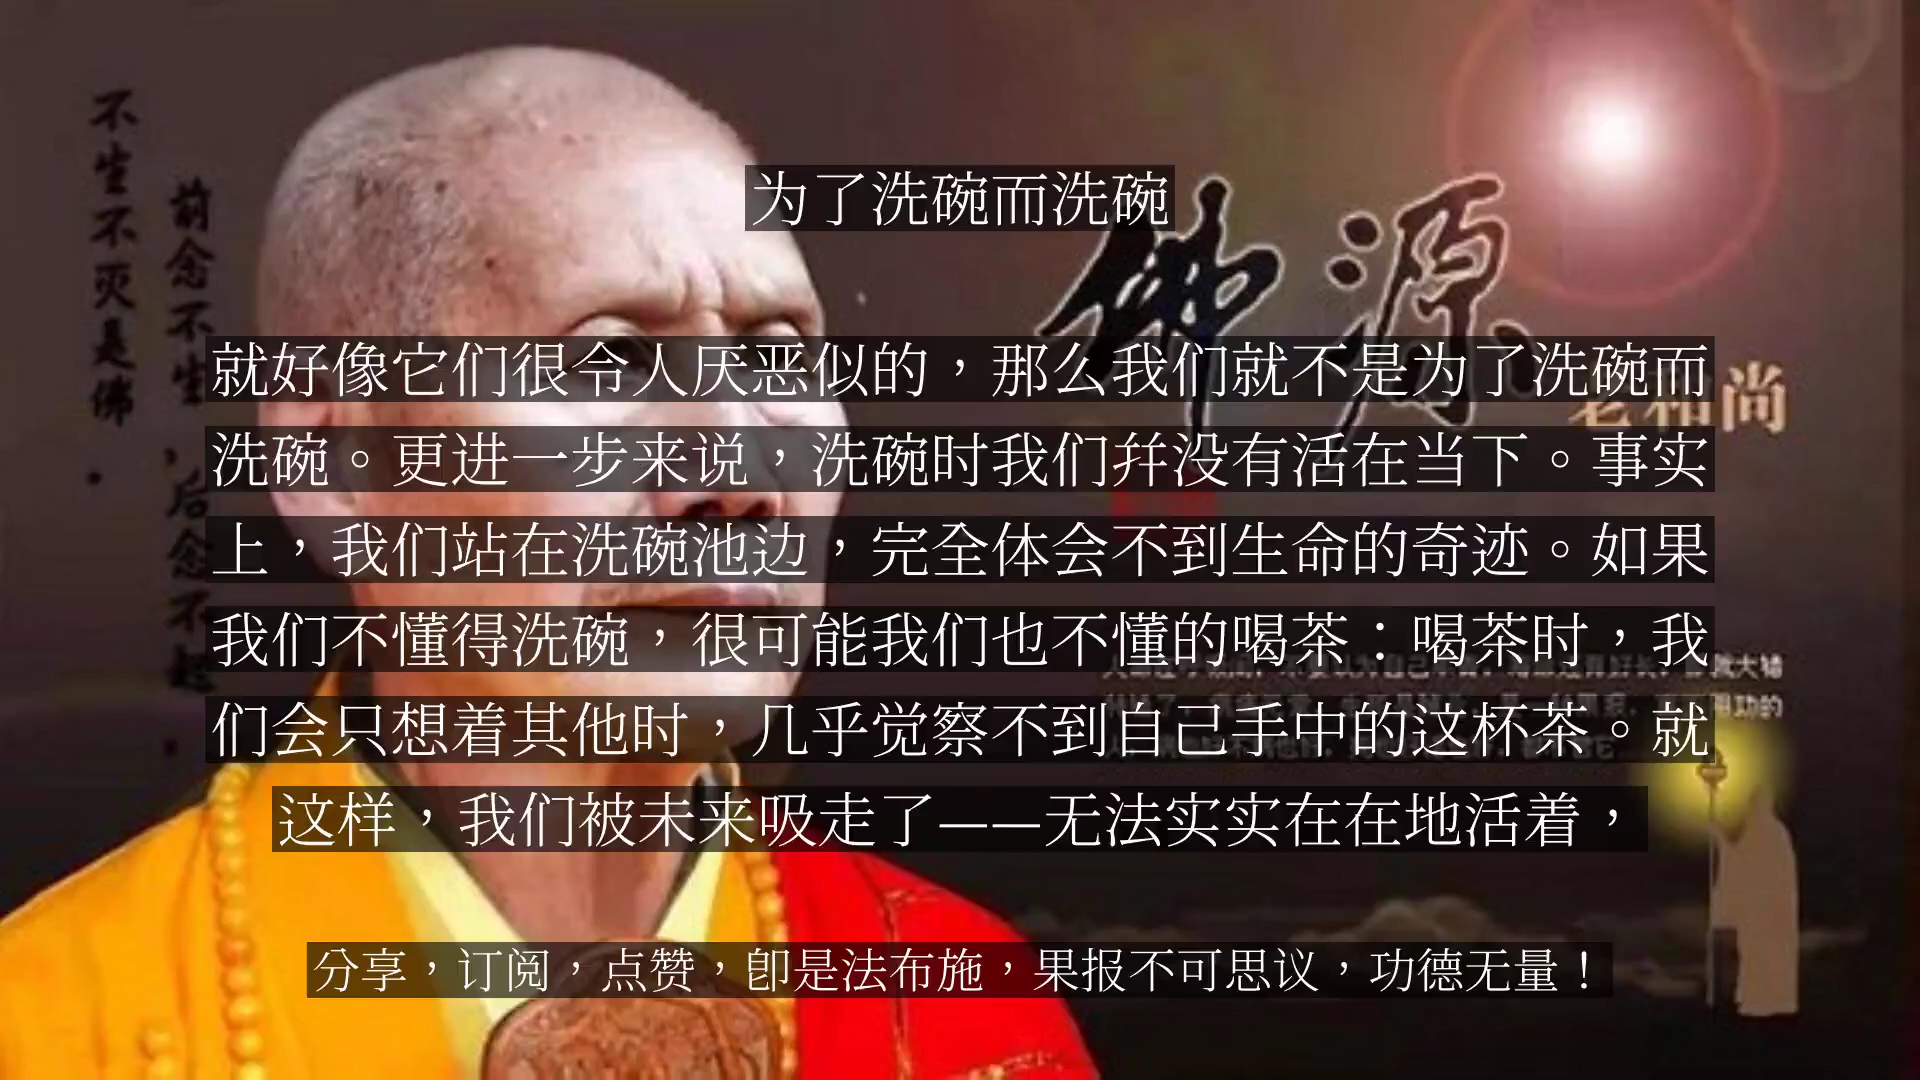 为了洗碗而洗碗
就好像它们很令人厌恶似的，那么我们就不是为了洗碗而
洗碗。更进一步来说，洗碗时我们并没有活在当下。事实
上，我们站在洗碗池边，完全体会不到生命的奇迹。如果
我们不懂得洗碗，很可能我们也不懂的喝茶：喝茶时，我
们会只想着其他时，几乎觉察不到自己手中的这杯茶。就
这样，我们被未来吸走了——无法实实在在地活着，
分享，订阅，点赞，即是法布施，果报不可思议，功德无量！
前念不生，后念不起
不生不灭是佛。
佛源
老和尚